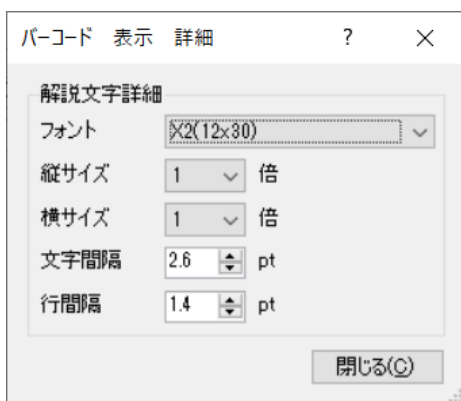 バーコード 表示 詳細 ?
解説文字詳細
フォント X2(12x30)
縦サイズ 1 倍
横サイズ 1 倍
文字間隔 2.6 pt
行間隔 1.4 pt
閉じる(C)